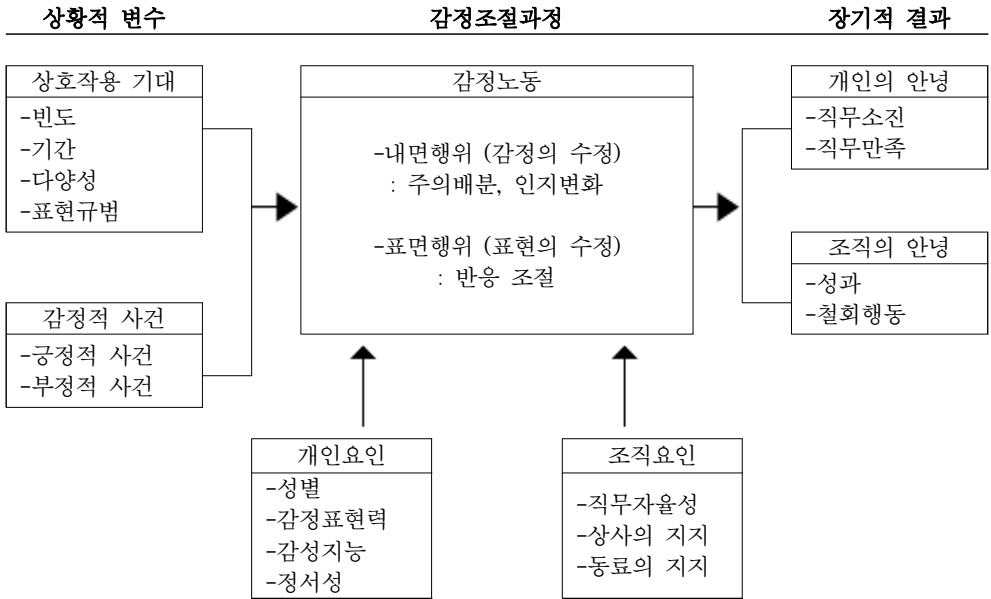 상황적 변수
감정조절과정
장기적 결과
상호작용 기대
-빈도
-기간
-다양성
-표현규범
감정적 사건
-긍정적 사건
-부정적 사건
감정노동
-내면행위 (감정의 수정)
: 주의배분, 인지변화
-표면행위 (표현의 수정)
: 반응 조절
개인의 안녕
-직무소진
-직무만족
조직의 안녕
-성과
-철회행동
개인요인
-성별
-감정표현력
-감성지능
-정서성
조직요인
-직무자율성
-상사의 지지
-동료의 지지